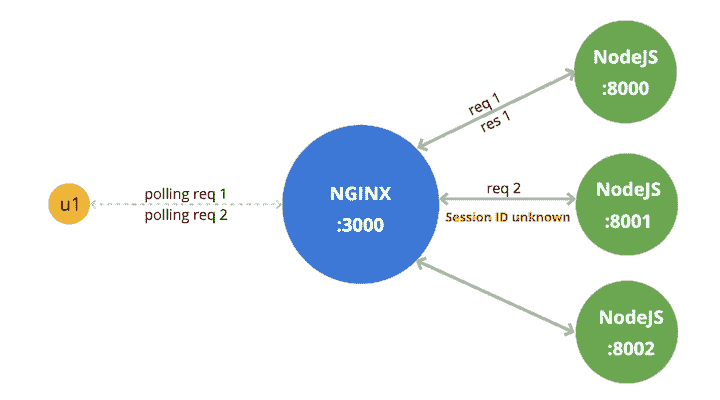 u1
polling req 1
polling req 2
NGINX
:3000
req 1
res 1
NodeJS
:8000
req 2
Session ID unknown
NodeJS
:8001
NodeJS
:8002